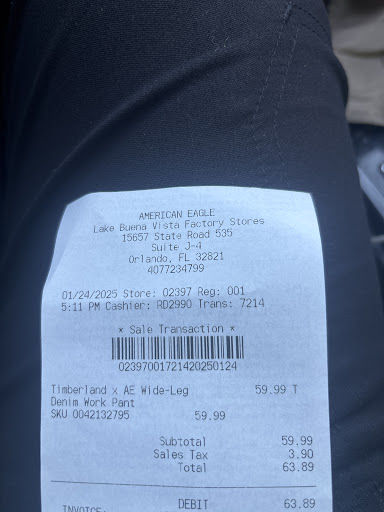 AMERICAN EAGLE
Lake Buena Vista Factory Stores
15657 State Road 535
Suite J-4
Orlando, FL 32821
4077234799
01/24/2025 Store: 02397 Reg: 001
5:11 PM Cashier: RD2990 Trans: 7214
* Sale Transaction *
02397001721420250124
Timberland x AE Wide-Leg 59.99 T
Denim Work Pant
SKU 0042132795 59.99
Subtotal 59.99
Sales Tax 3.90
Total 63.89
DEBIT 63.89
INVOICE: